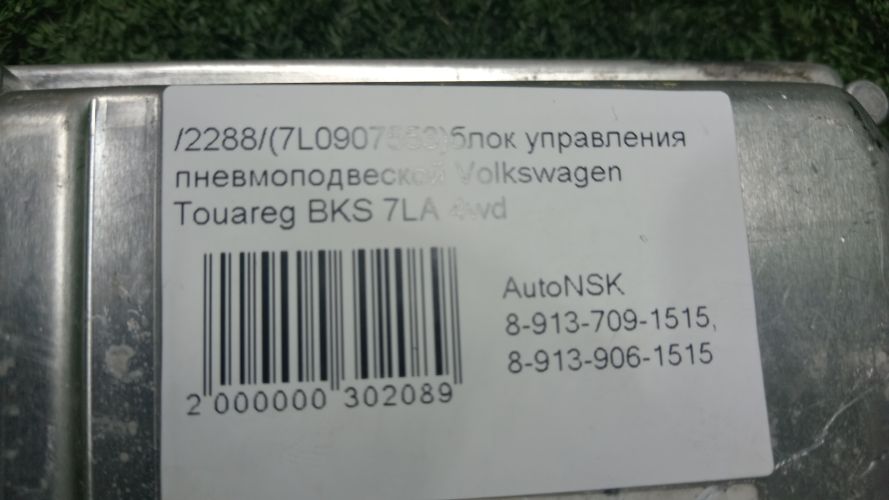 /2288/(7L0907553)блок управления
пневмоподвеской Volkswagen
Touareg BKS 7LA 4wd
AutoNSK
8-913-709-1515,
8-913-906-1515
2 000000 302089